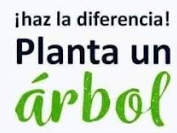 ¡haz la diferencia!
Planta un
árbol